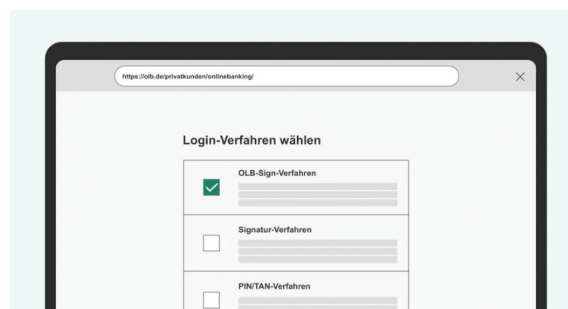 https://olb.de/privatkunden/onlinebanking/
Login-Verfahren wählen
OLB-Sign-Verfahren
Signatur-Verfahren
PIN/TAN-Verfahren